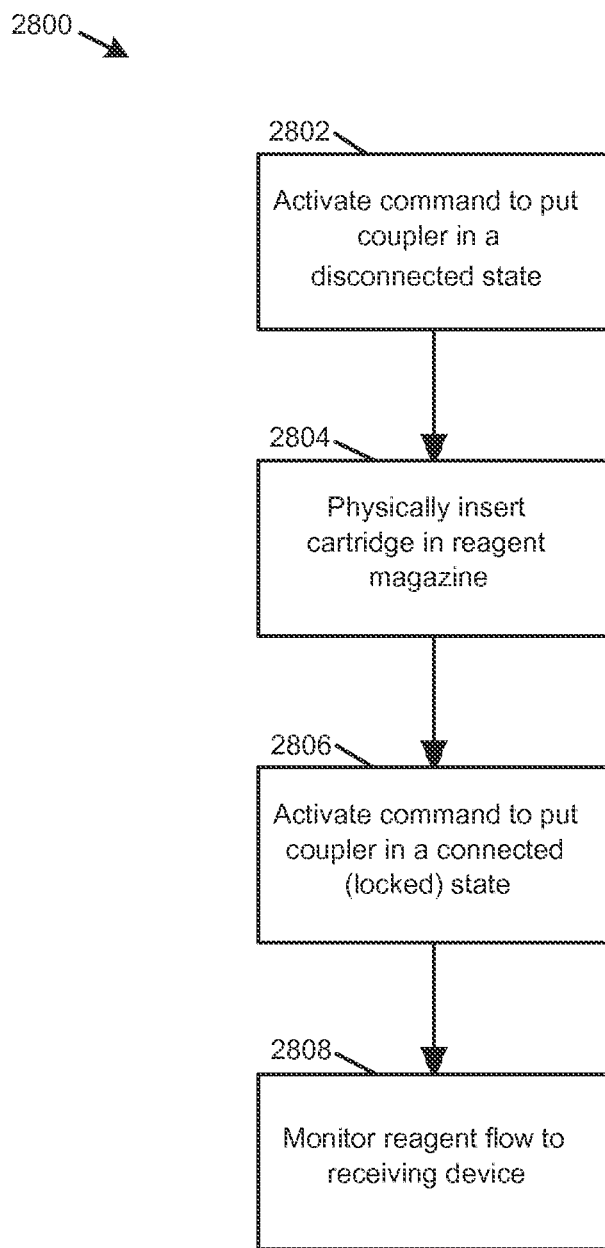 2800
2802
Activate command to put
coupler in a
disconnected state
2804
Physically insert
cartridge in reagent
magazine
2806
Activate command to put
coupler in a connected
(locked) state
2808
Monitor reagent flow to
receiving device